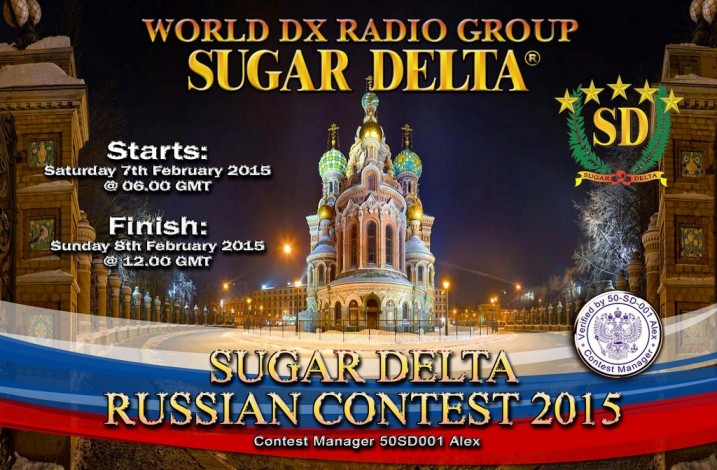 WORLD DX RADIO GROUP
SUGAR DELTA®
SD
SUGAR DELTA
Starts:
Saturday 7th February 2015
@ 06.00 GMT
Finish:
Sunday 8th February 2015
@ 12.00 GMT
• Verified by 50-SD-001 Alex •
Contest Manager
SUGAR DELTA
RUSSIAN CONTEST 2015
Contest Manager 50SD001 Alex